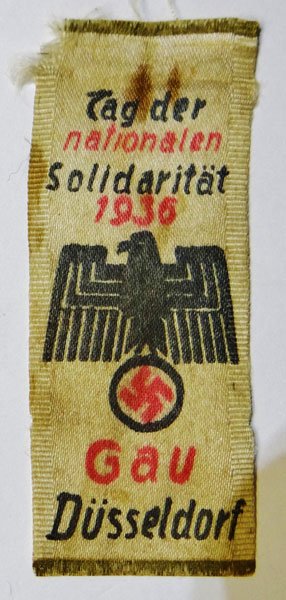 Tag der
nationalen
Solidarität
1936
Gau
Düsseldorf